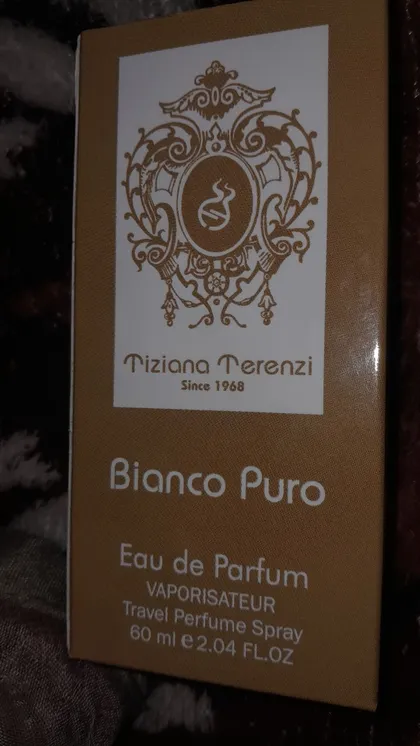 Tiziana Terenzi
Since 1968
Bianco Puro
Eau de Parfum
VAPORISATEUR
Travel Perfume Spray
60 ml e 2.04 FL.OZ